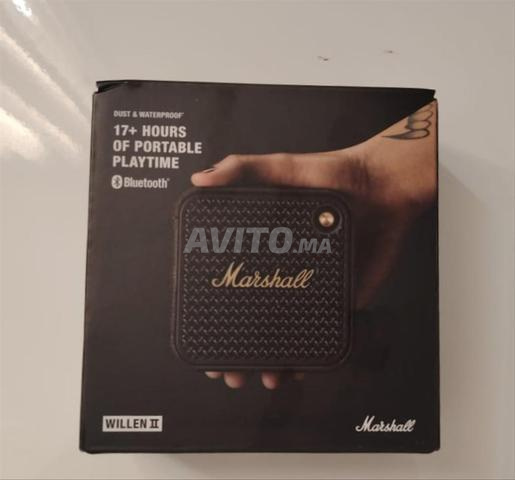 DUST & WATERPROOF*
17+ HOURS
OF PORTABLE
PLAYTIME
Bluetooth®
AVITO.MA
Marshall
WILLEN II
Marshall